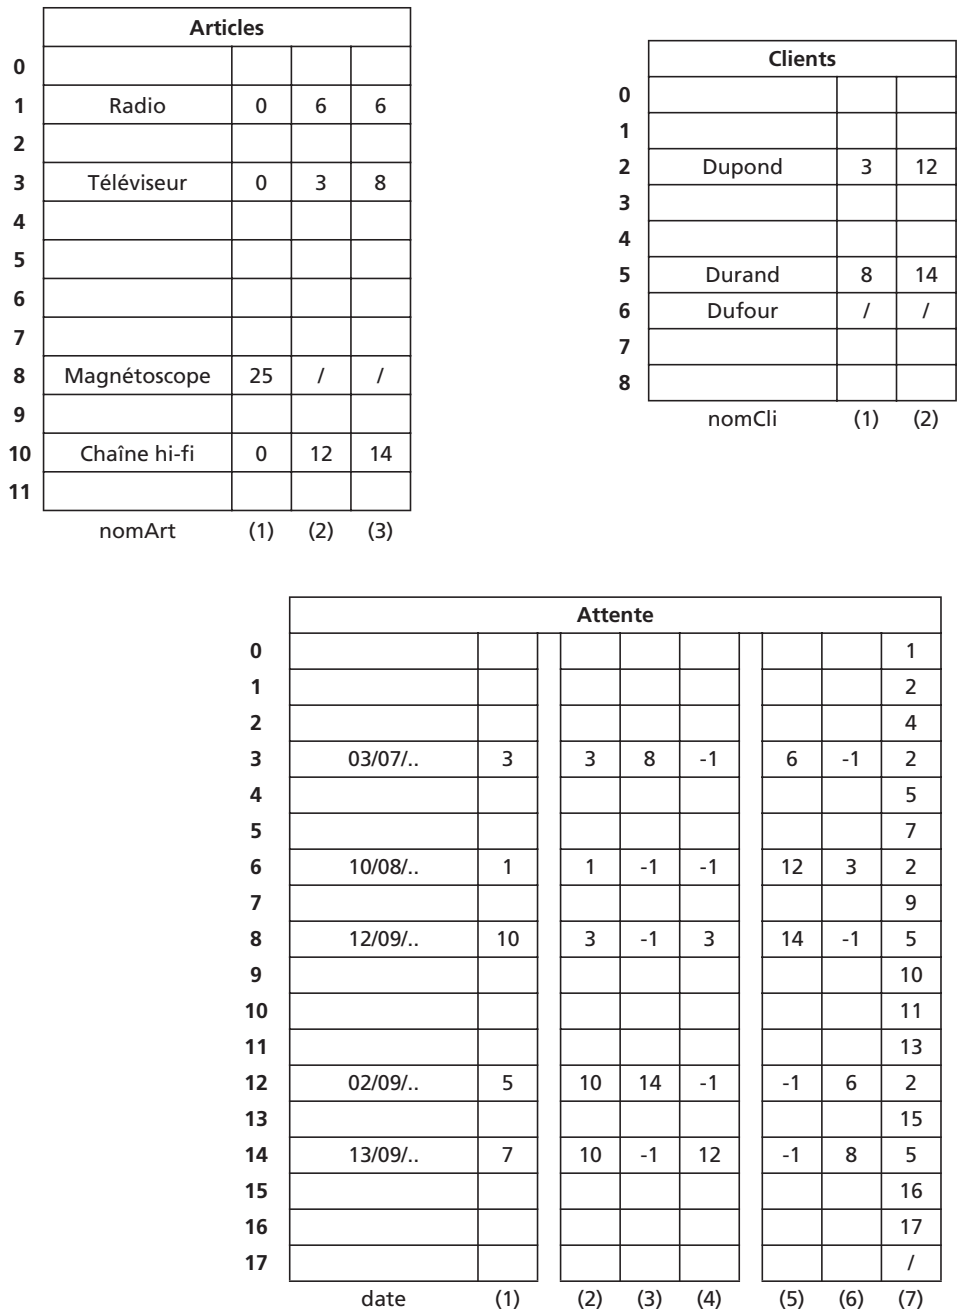 Articles
0
1 Radio 0 6 6
2
3 Téléviseur 0 3 8
4
5
6
7
8 Magnétoscope 25 / /
9
10 Chaîne hi-fi 0 12 14
11
nomArt (1) (2) (3)
Clients
0
1
2 Dupond 3 12
3
4
5 Durand 8 14
6 Dufour / /
7
8
nomCli (1) (2)
Attente
0 1
1 2
2 4
3 03/07/.. 3 3 8 -1 6 -1 2
4 5
5 7
6 10/08/.. 1 1 -1 -1 12 3 2
7 9
8 12/09/.. 10 3 -1 3 14 -1 5
9 10
10 11
11 13
12 02/09/.. 5 10 14 -1 -1 6 2
13 15
14 13/09/.. 7 10 -1 12 -1 8 5
15 16
16 17
17 /
date (1) (2) (3) (4) (5) (6) (7)